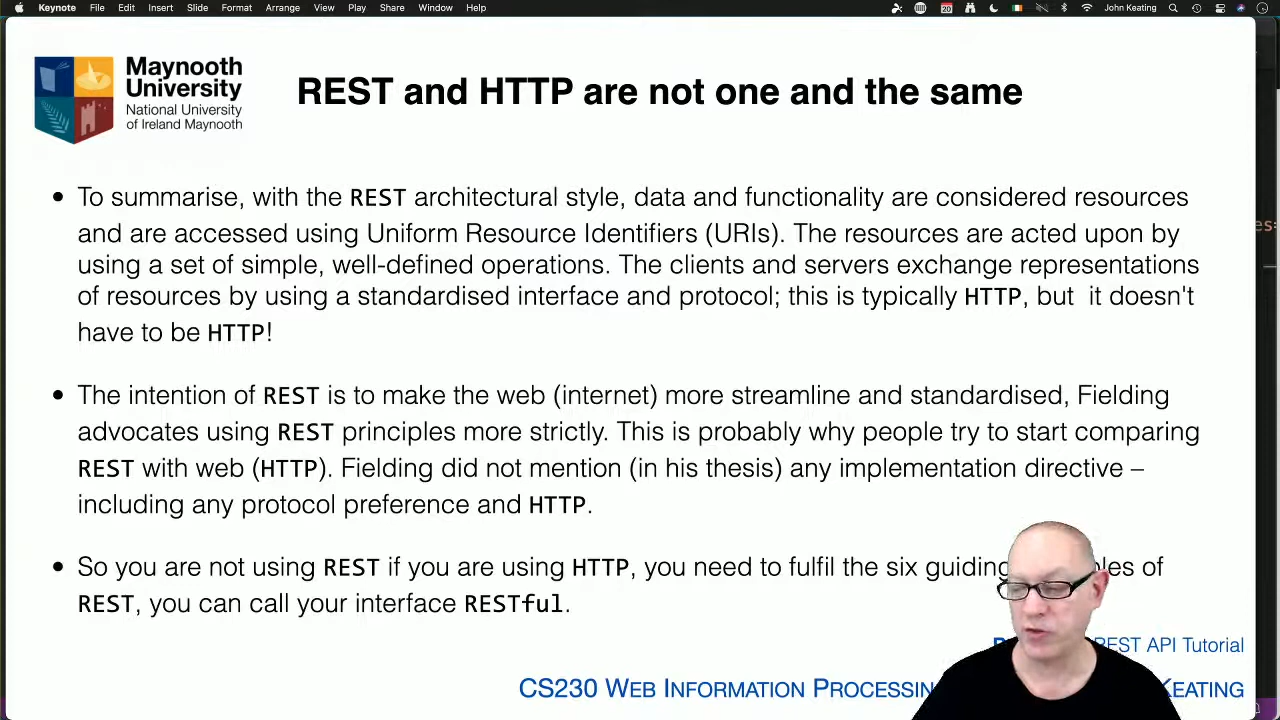 Keynote File Edit Insert Slide Format Arrange View Play Share Window Help 20 John Keating
Maynooth
University
National University
of Ireland Maynooth
REST and HTTP are not one and the same
• To summarise, with the REST architectural style, data and functionality are considered resources
and are accessed using Uniform Resource Identifiers (URIs). The resources are acted upon by
using a set of simple, well-defined operations. The clients and servers exchange representations
of resources by using a standardised interface and protocol; this is typically HTTP, but it doesn't
have to be HTTP!
• The intention of REST is to make the web (internet) more streamline and standardised, Fielding
advocates using REST principles more strictly. This is probably why people try to start comparing
REST with web (HTTP). Fielding did not mention (in his thesis) any implementation directive –
including any protocol preference and HTTP.
• So you are not using REST if you are using HTTP, you need to fulfil the six guiding of
REST, you can call your interface RESTful.
REST API Tutorial
CS230 WEB INFORMATION KEATING